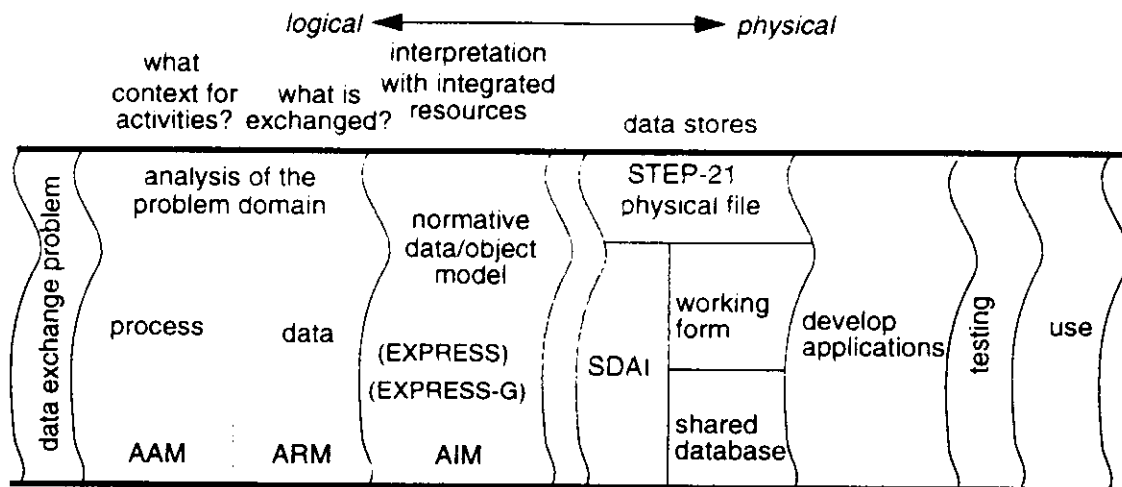 logical
physical
what
context for
activities?
what is
exchanged?
interpretation
with integrated
resources
data stores
data exchange problem
analysis of the
problem domain
process
data
AAM
ARM
normative
data/object
model
(EXPRESS)
(EXPRESS-G)
AIM
STEP-21
physical file
SDAI
working
form
shared
database
develop
applications
testing
use